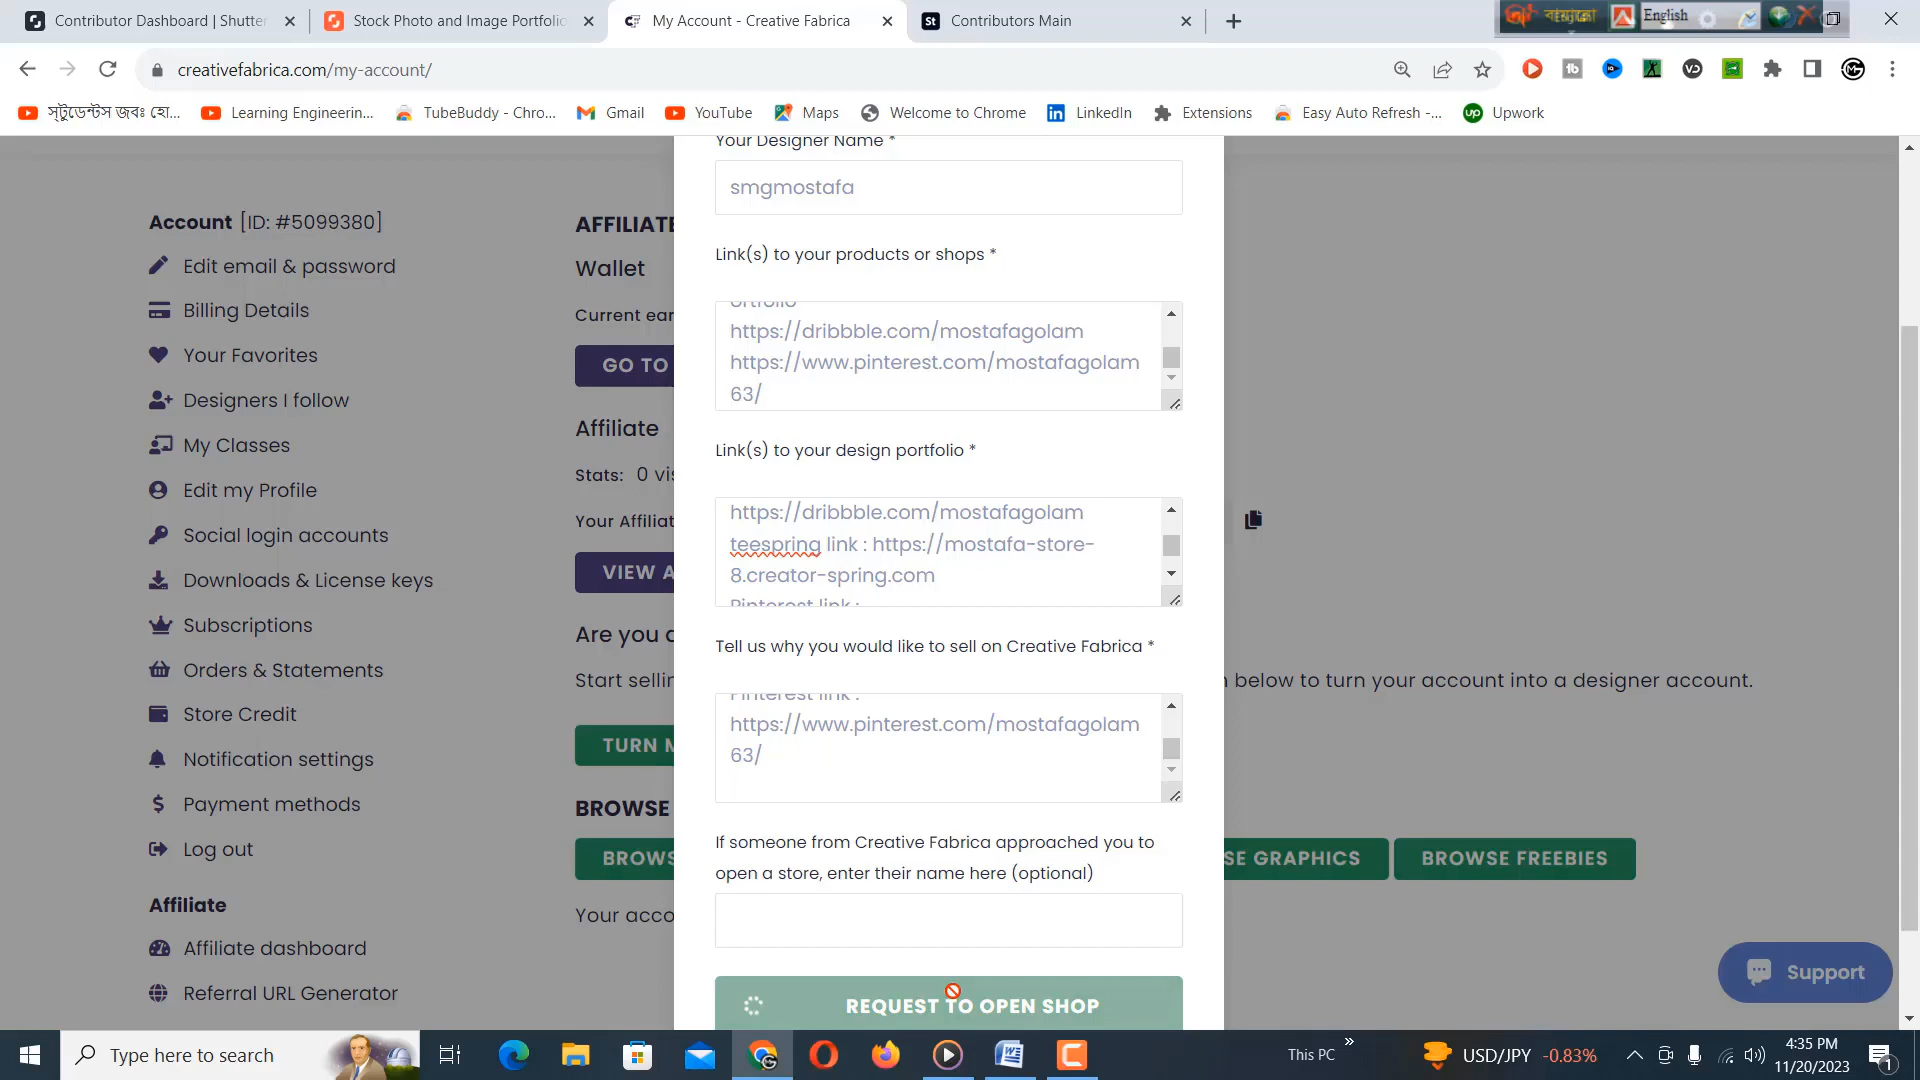 Contributor Dashboard | Shutter
Stock Photo and Image Portfolio
My Account - Creative Fabrica
Contributors Main
English
creativefabrica.com/my-account/
স্টুডেন্টস জবঃ হো...
Learning Engineerin...
TubeBuddy - Chro...
Gmail
YouTube
Maps
Welcome to Chrome
LinkedIn
Extensions
Easy Auto Refresh - ...
Upwork
Your Designer Name *
smgmostafa
Link(s) to your products or shops *
https://dribbble.com/mostafagolam
https://www.pinterest.com/mostafagolam
63/
Link(s) to your design portfolio *
https://dribbble.com/mostafagolam
teespring link : https://mostafa-store-
8.creator-spring.com
Pinterest link :
Tell us why you would like to sell on Creative Fabrica *
Pinterest link :
https://www.pinterest.com/mostafagolam
63/
If someone from Creative Fabrica approached you to
open a store, enter their name here (optional)
REQUEST TO OPEN SHOP
Account [ID: #5099380]
Edit email & password
Billing Details
Your Favorites
Designers I follow
My Classes
Edit my Profile
Social login accounts
Downloads & License keys
Subscriptions
Orders & Statements
Store Credit
Notification settings
Payment methods
Log out
Affiliate
Affiliate dashboard
Referral URL Generator
AFFILIATE
Wallet
Current ear
GO TO
Affiliate
Stats: 0 vis
Your Affiliat
VIEW A
Are you a
Start sellin
n below to turn your account into a designer account.
TURN M
BROWSE
BROWS
SE GRAPHICS
BROWSE FREEBIES
Your acco
Support
Type here to search
This PC
USD/JPY -0.83%
4:35 PM
11/20/2023
1